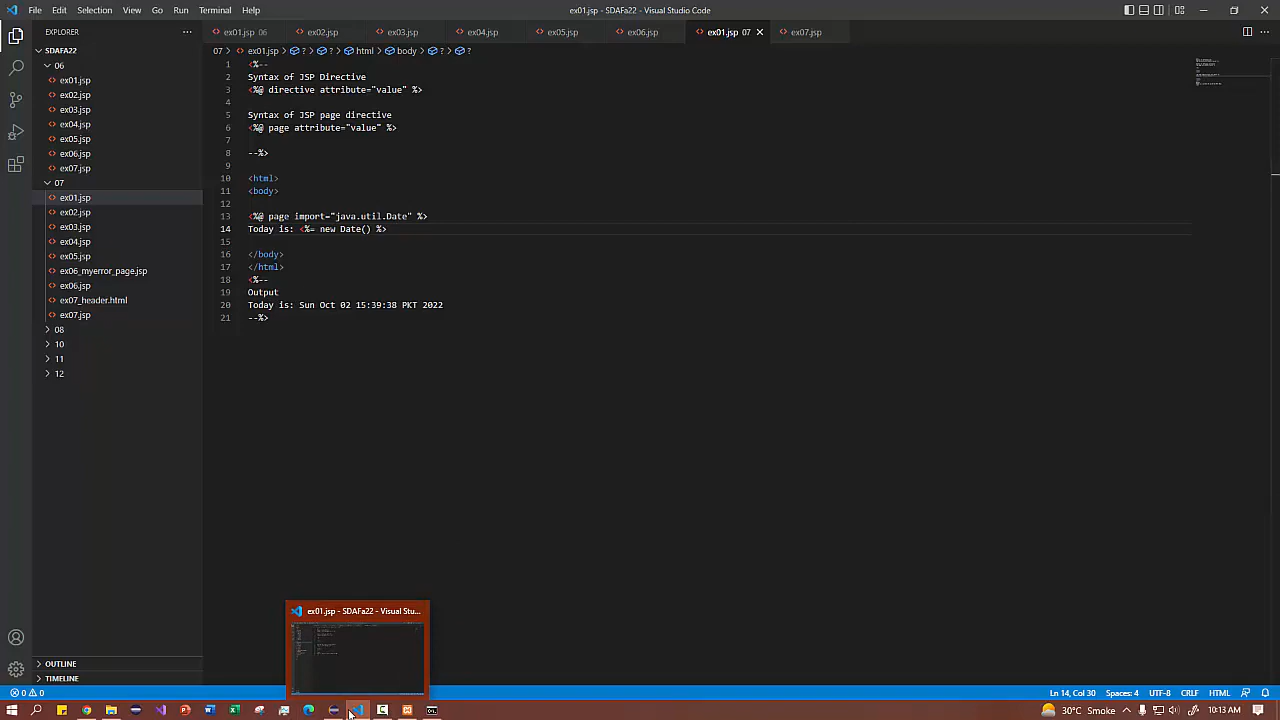 File Edit Selection View Go Run Terminal Help
ex01.jsp - SDAFa22 - Visual Studio Code
EXPLORER
ex01.jsp 06 ex02.jsp ex03.jsp ex04.jsp ex05.jsp ex06.jsp ex01.jsp 07 ex07.jsp
SDAFA22
07 > ex01.jsp > ? > ? > html > body > ? > ?
06
ex01.jsp
ex02.jsp
ex03.jsp
ex04.jsp
ex05.jsp
ex06.jsp
ex07.jsp
07
ex01.jsp
ex02.jsp
ex03.jsp
ex04.jsp
ex05.jsp
ex06_myerror_page.jsp
ex06.jsp
ex07_header.html
ex07.jsp
08
10
11
12
OUTLINE
TIMELINE
1 <%--
2 Syntax of JSP Directive
3 <%@ directive attribute="value" %>
4
5 Syntax of JSP page directive
6 <%@ page attribute="value" %>
7
8 --%>
9
10 <html>
11 <body>
12
13 <%@ page import="java.util.Date" %>
14 Today is: <%= new Date() %>
15
16 </body>
17 </html>
18 <%--
19 Output
20 Today is: Sun Oct 02 15:39:38 PKT 2022
21 --%>
ex01.jsp - SDAFa22 - Visual Stu...
0 0
Ln 14, Col 30 Spaces: 4 UTF-8 CRLF HTML
30°C Smoke 10:13 AM